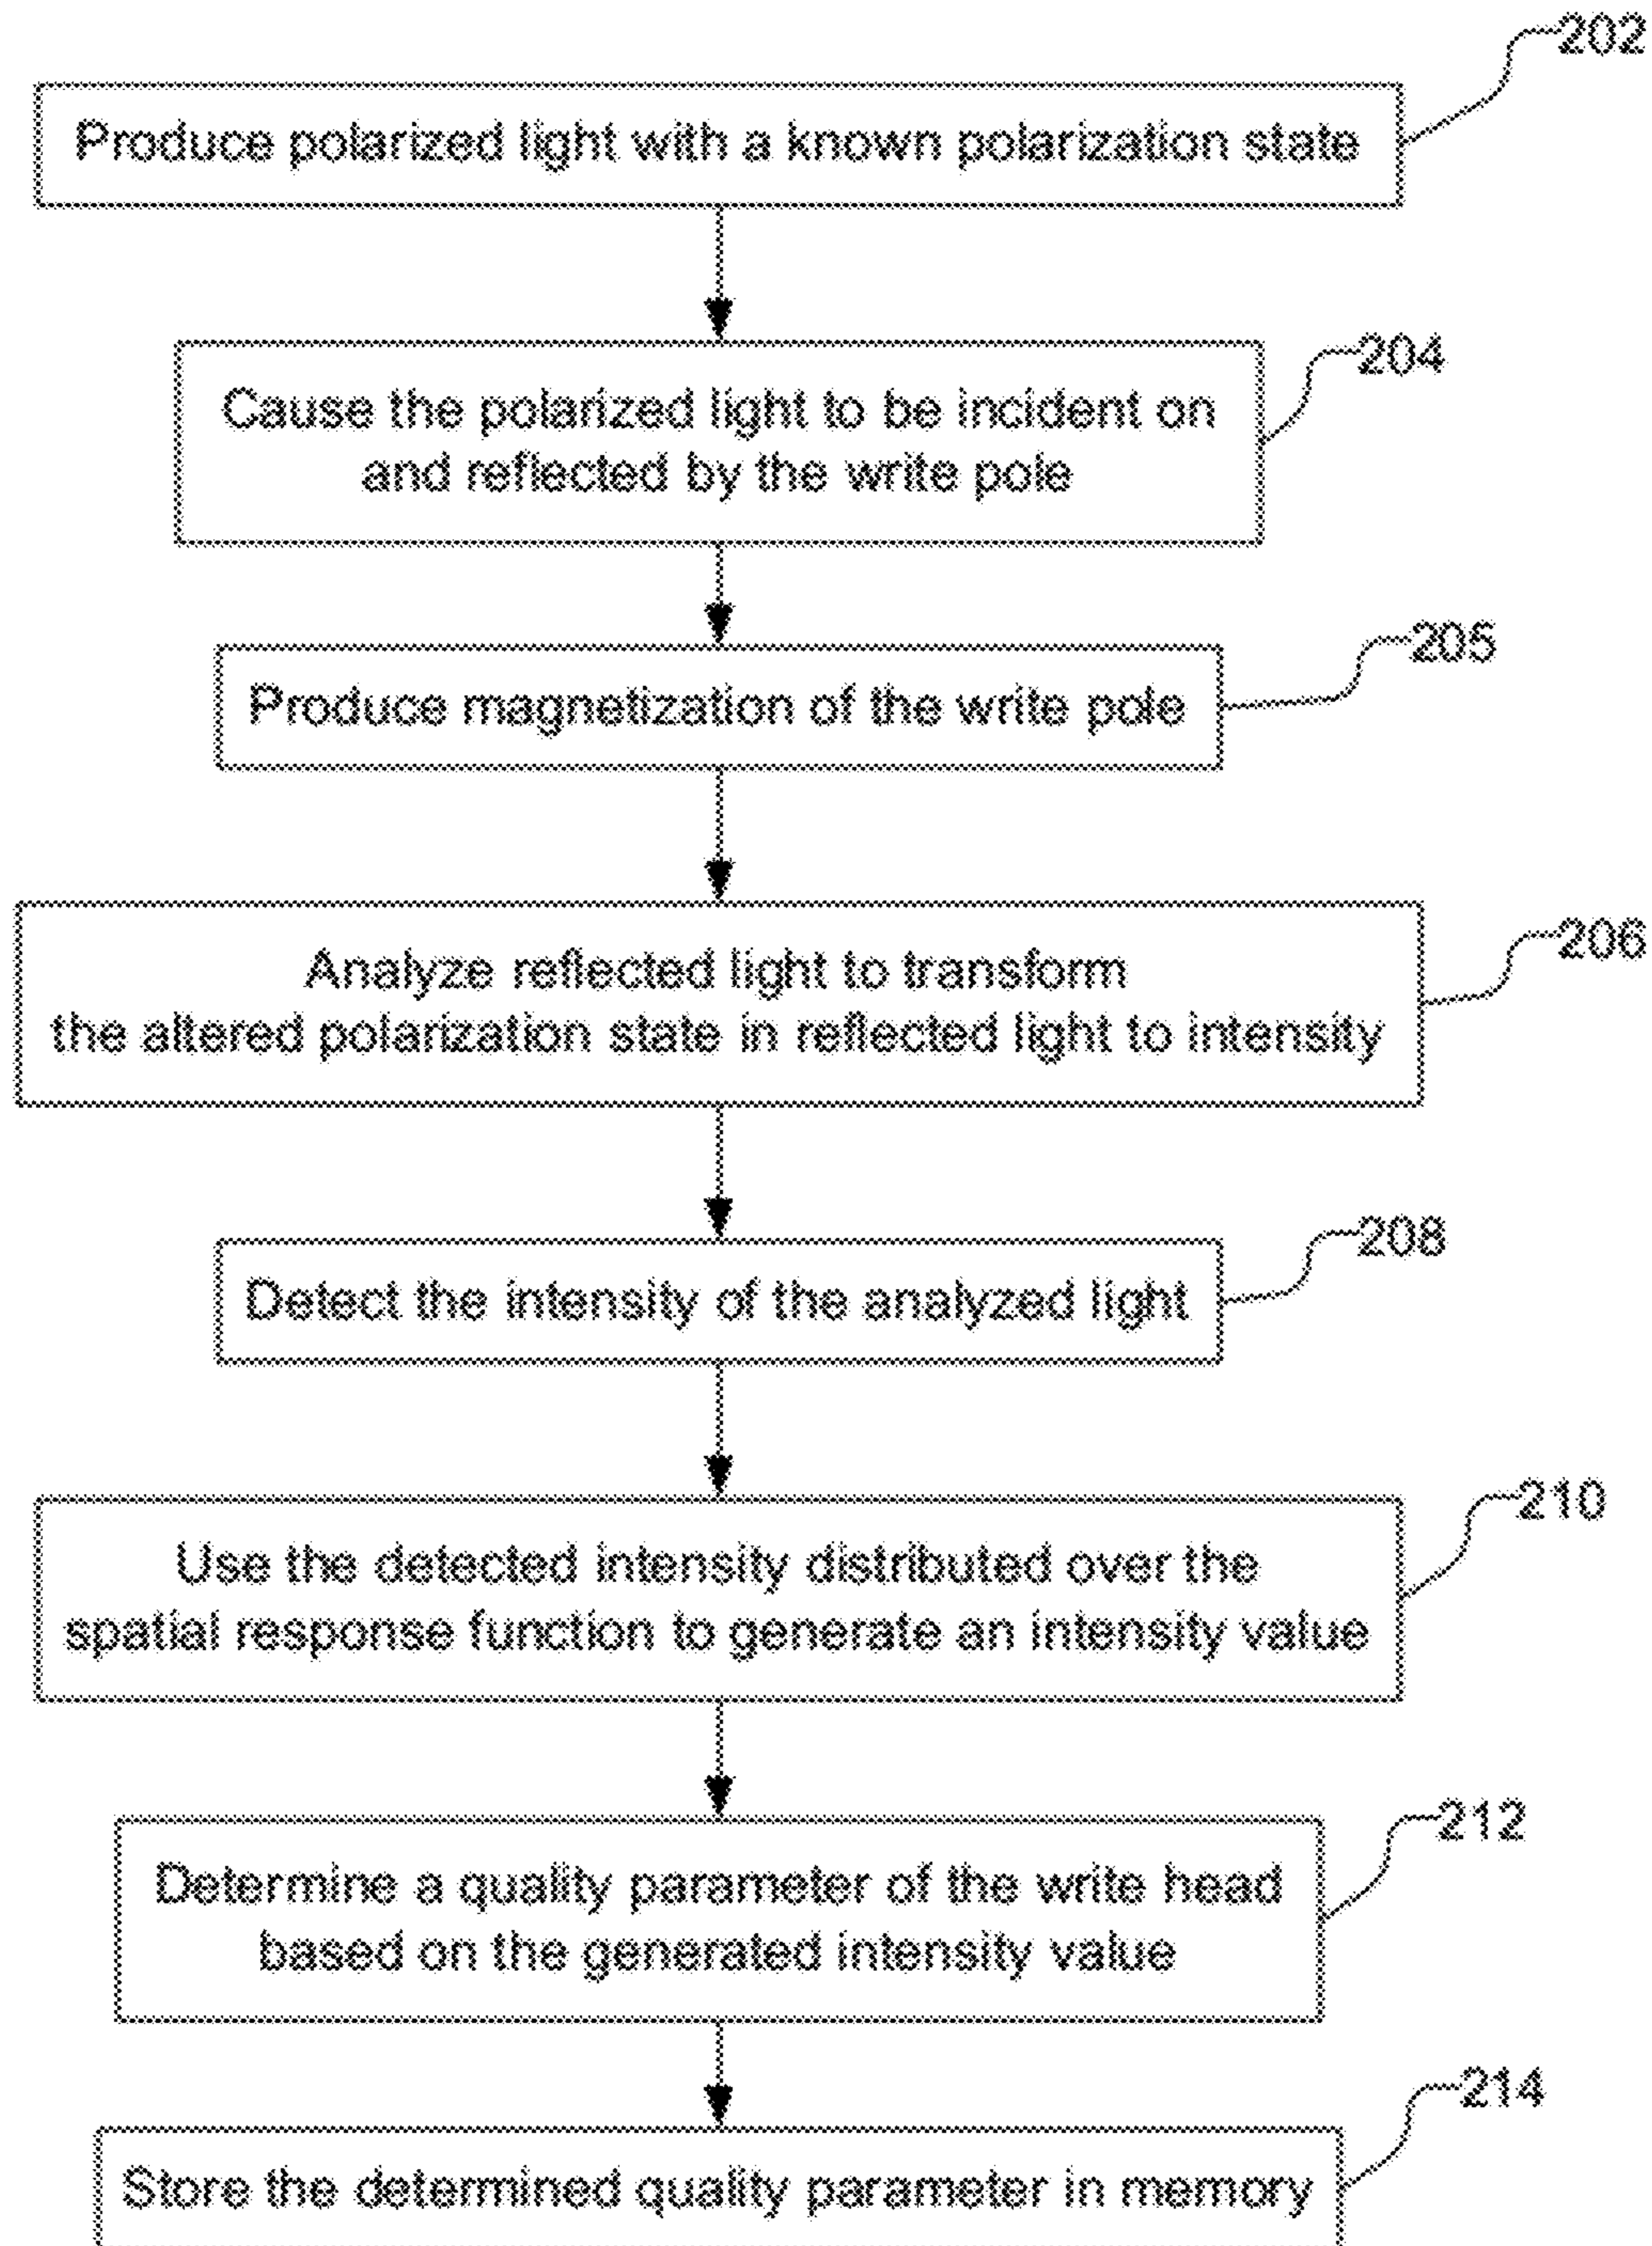 202
Produce polarized light with a known polarization state
204
Cause the polarized light to be incident on
and reflected by the write pole
205
Produce magnetization of the write pole
206
Analyze reflected light to transform
the altered polarization state in reflected light to intensity
208
Detect the intensity of the analyzed light
210
Use the detected intensity distributed over the
spatial response function to generate an intensity value
212
Determine a quality parameter of the write head
based on the generated intensity value
214
Store the determined quality parameter in memory